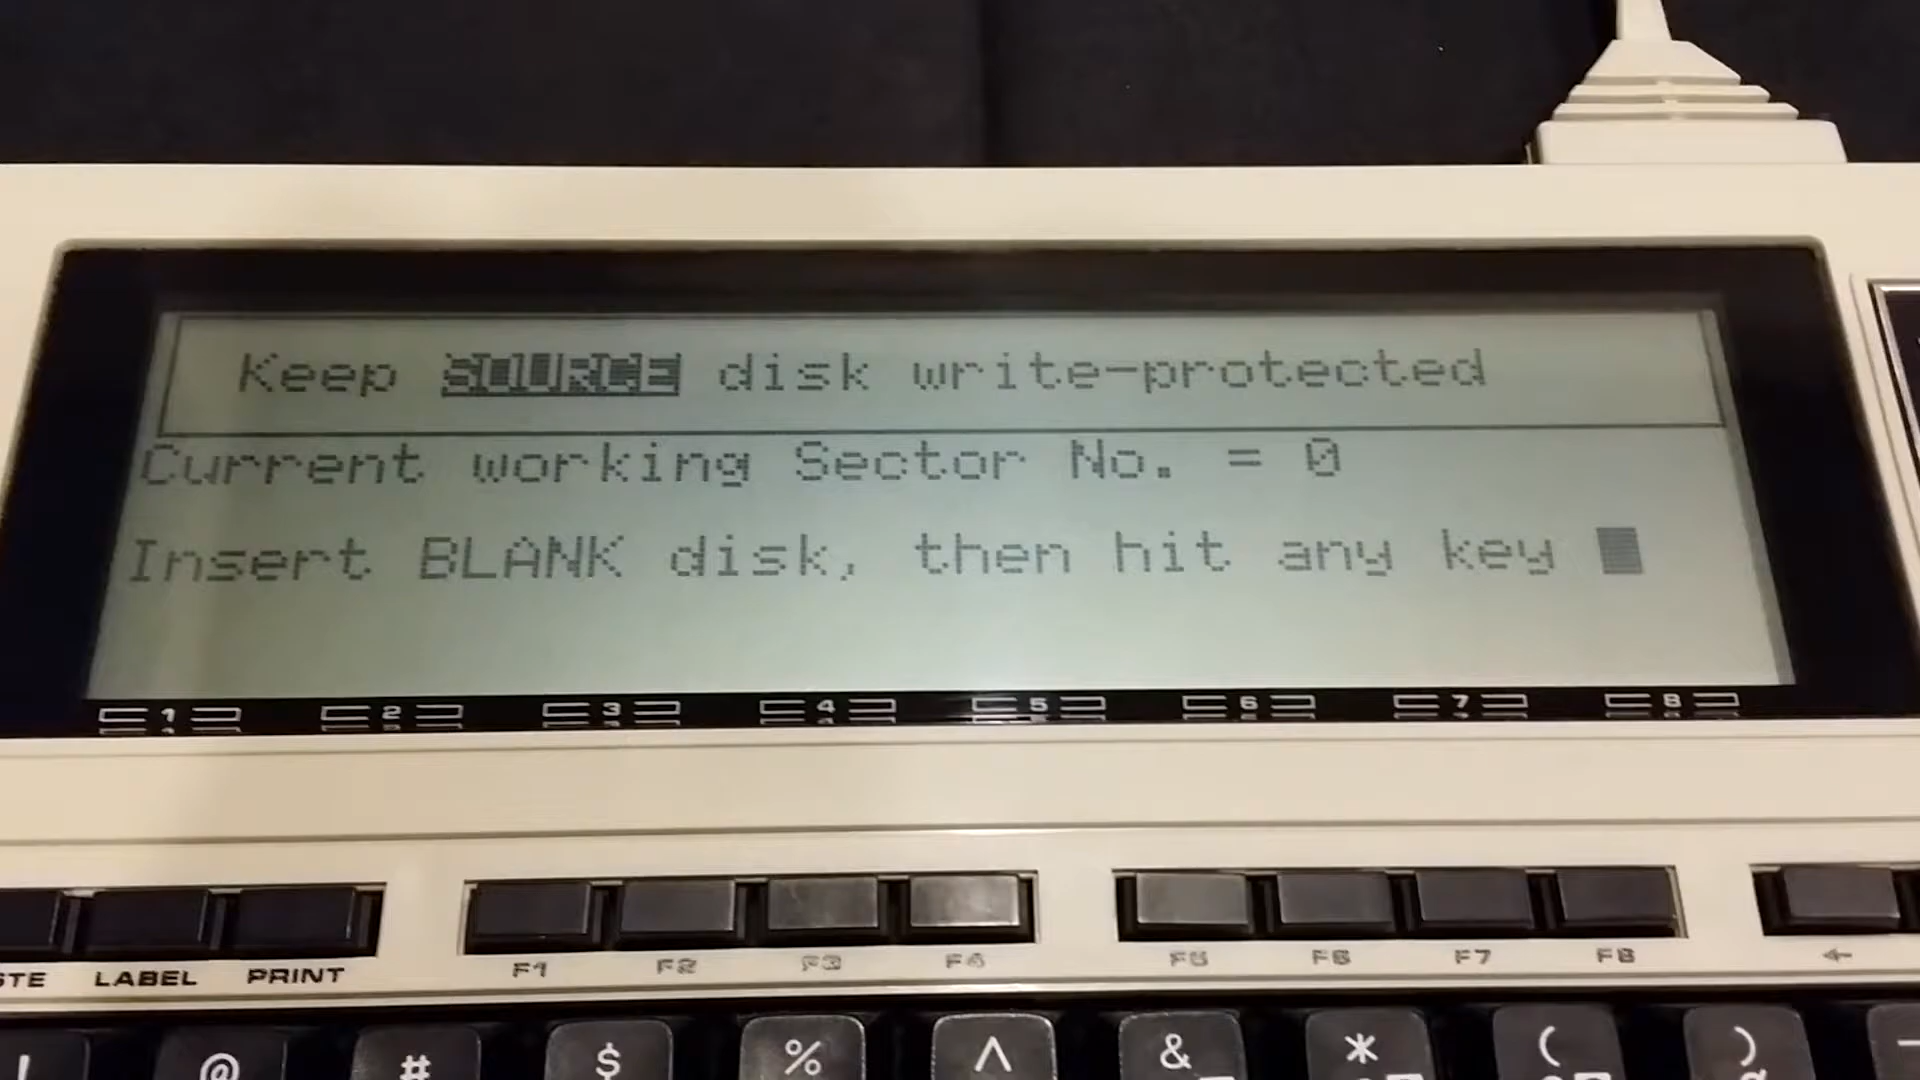 Keep SOURCE disk write-protected
Current working Sector No. = 0
Insert BLANK disk, then hit any key
1 2 3 4 5 6 7 8
LABEL PRINT F1 F2 F3 F4 F5 F6 F7 F8 ←
! @ # $ % ^ & * ( )